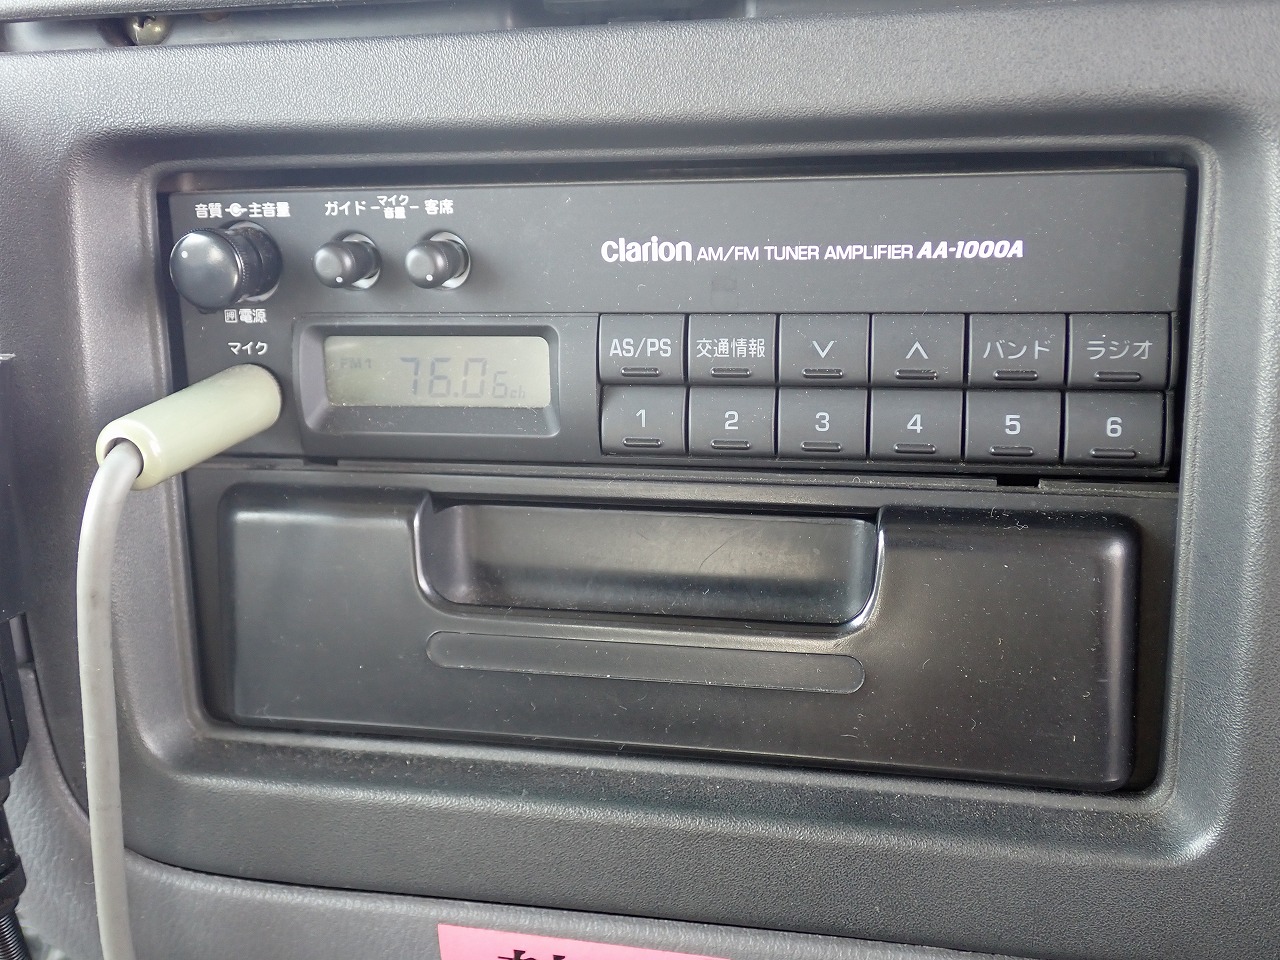 音質 主音量
ガイド マイク音量 客席
clarion AM/FM TUNER AMPLIFIER AA-1000A
押 電源
マイク
FM1 76.0 6ch
AS/PS 交通情報 ∨ ∧ バンド ラジオ
1 2 3 4 5 6